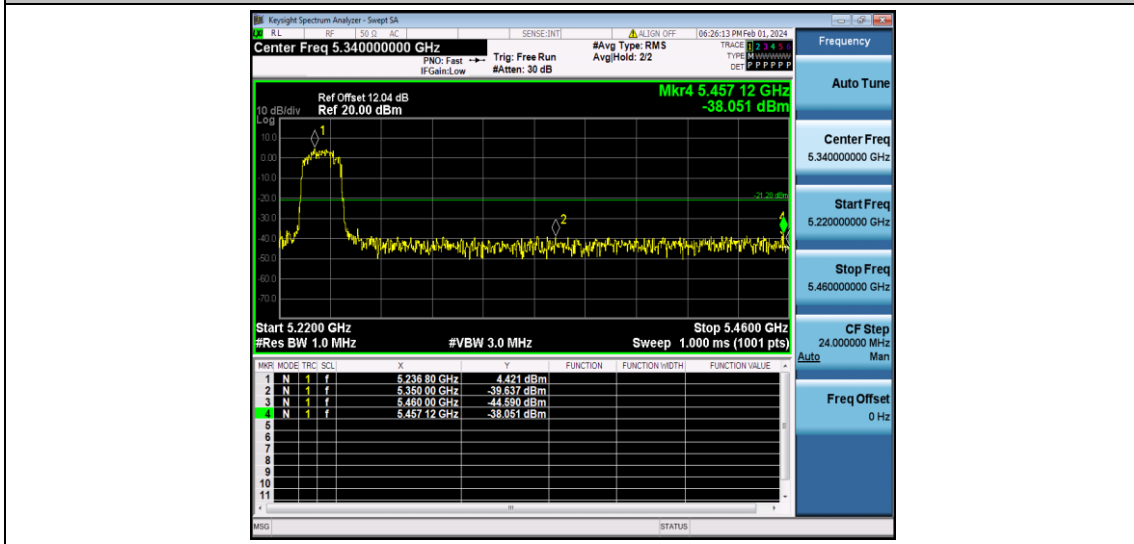 Keysight Spectrum Analyzer - Swept SA
RL RF 50 Ω AC SENSE:INT ALIGN OFF 06:26:13 PM Feb 01, 2024
Center Freq 5.340000000 GHz
PNO: Fast
IFGain:Low
Trig: Free Run
#Atten: 30 dB
#Avg Type: RMS
Avg|Hold: 2/2
TRACE 1 2 3 4 5 6
TYPE M W W W W W
DET P P P P P P
Frequency
Auto Tune
Center Freq
5.340000000 GHz
Start Freq
5.220000000 GHz
Stop Freq
5.460000000 GHz
CF Step
24.000000 MHz
Auto Man
Freq Offset
0 Hz
Mkr4 5.457 12 GHz
-38.051 dBm
Ref Offset 12.04 dB
10 dB/div Ref 20.00 dBm
Log
10.0
0.00
-10.0
-20.0
-30.0
-40.0
-50.0
-60.0
-70.0
1
2
4
-21.20 dBm
Start 5.2200 GHz Stop 5.4600 GHz
#Res BW 1.0 MHz #VBW 3.0 MHz Sweep 1.000 ms (1001 pts)
MKR MODE TRC SCL X Y FUNCTION FUNCTION WIDTH FUNCTION VALUE
1 N 1 f 5.236 80 GHz 4.421 dBm
2 N 1 f 5.350 00 GHz -39.637 dBm
3 N 1 f 5.460 00 GHz -44.590 dBm
4 N 1 f 5.457 12 GHz -38.051 dBm
5
6
7
8
9
10
11
MSG STATUS